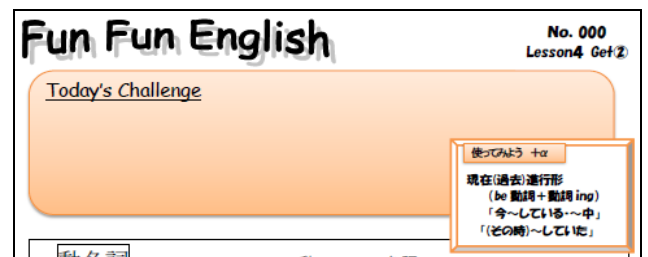 Fun Fun English
No. 000
Lesson4 Get②
Today's Challenge
使ってみよう +α
現在(過去)進行形
(be 動詞+動詞 ing)
「今~している・~中」
「(その時)~していた」